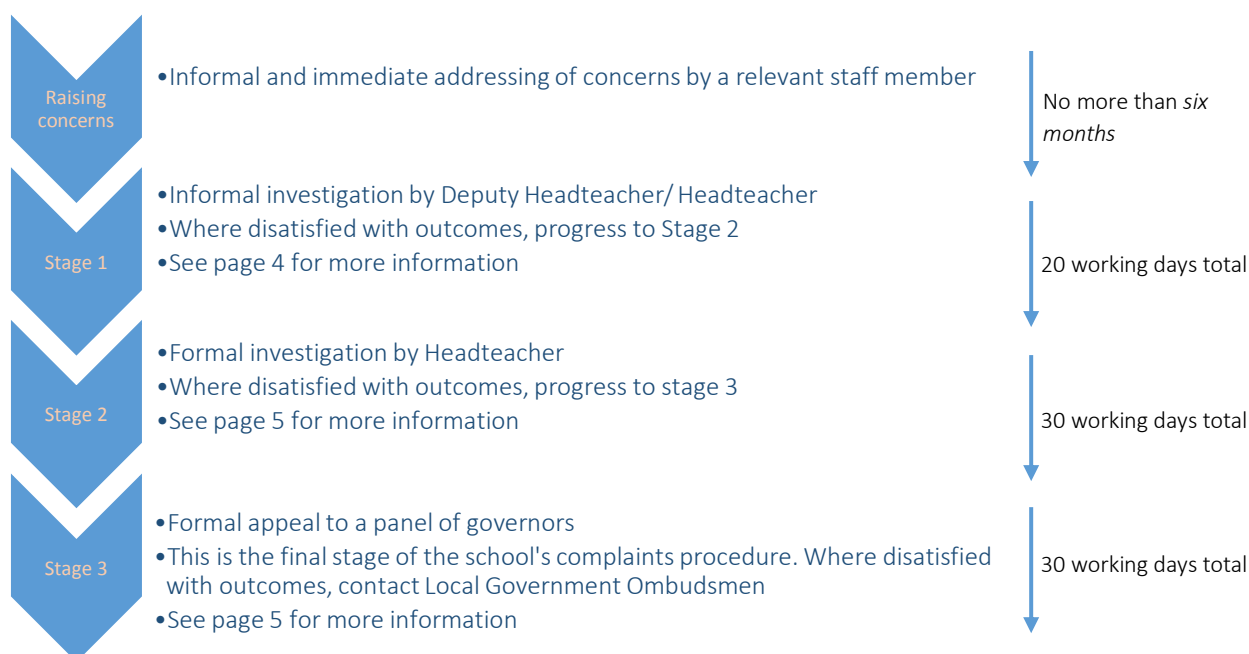 Raising
concerns
•Informal and immediate addressing of concerns by a relevant staff member
No more than six
months
Stage 1
•Informal investigation by Deputy Headteacher/ Headteacher
•Where disatisfied with outcomes, progress to Stage 2
•See page 4 for more information
20 working days total
Stage 2
•Formal investigation by Headteacher
•Where disatisfied with outcomes, progress to stage 3
•See page 5 for more information
30 working days total
Stage 3
•Formal appeal to a panel of governors
•This is the final stage of the school's complaints procedure. Where disatisfied
with outcomes, contact Local Government Ombudsmen
•See page 5 for more information
30 working days total